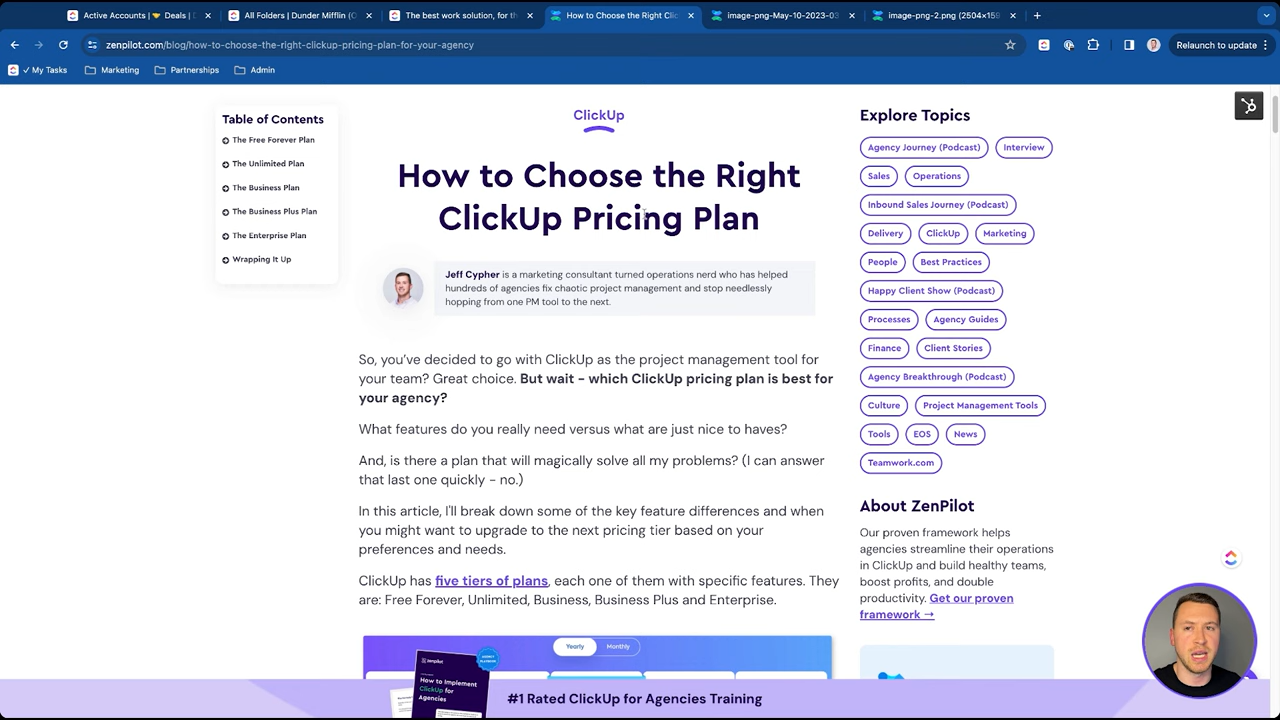 Active Accounts | 🤝 Deals |
All Folders | Dunder Mifflin (C
The best work solution, for th
How to Choose the Right Clic
image-png-May-10-2023-03
image-png-2.png (2504×159
zenpilot.com/blog/how-to-choose-the-right-clickup-pricing-plan-for-your-agency
Relaunch to update
✓ My Tasks
Marketing
Partnerships
Admin
Table of Contents
The Free Forever Plan
The Unlimited Plan
The Business Plan
The Business Plus Plan
The Enterprise Plan
Wrapping It Up
ClickUp
How to Choose the Right
ClickUp Pricing Plan
Jeff Cypher is a marketing consultant turned operations nerd who has helped
hundreds of agencies fix chaotic project management and stop needlessly
hopping from one PM tool to the next.
So, you've decided to go with ClickUp as the project management tool for
your team? Great choice. But wait - which ClickUp pricing plan is best for
your agency?
What features do you really need versus what are just nice to haves?
And, is there a plan that will magically solve all my problems? (I can answer
that last one quickly - no.)
In this article, I'll break down some of the key feature differences and when
you might want to upgrade to the next pricing tier based on your
preferences and needs.
ClickUp has five tiers of plans, each one of them with specific features. They
are: Free Forever, Unlimited, Business, Business Plus and Enterprise.
Yearly
Monthly
zenpilot
How to Implement
ClickUp for
Agencies
#1 Rated ClickUp for Agencies Training
Explore Topics
Agency Journey (Podcast)
Interview
Sales
Operations
Inbound Sales Journey (Podcast)
Delivery
ClickUp
Marketing
People
Best Practices
Happy Client Show (Podcast)
Processes
Agency Guides
Finance
Client Stories
Agency Breakthrough (Podcast)
Culture
Project Management Tools
Tools
EOS
News
Teamwork.com
About ZenPilot
Our proven framework helps
agencies streamline their operations
in ClickUp and build healthy teams,
boost profits, and double
productivity. Get our proven
framework →